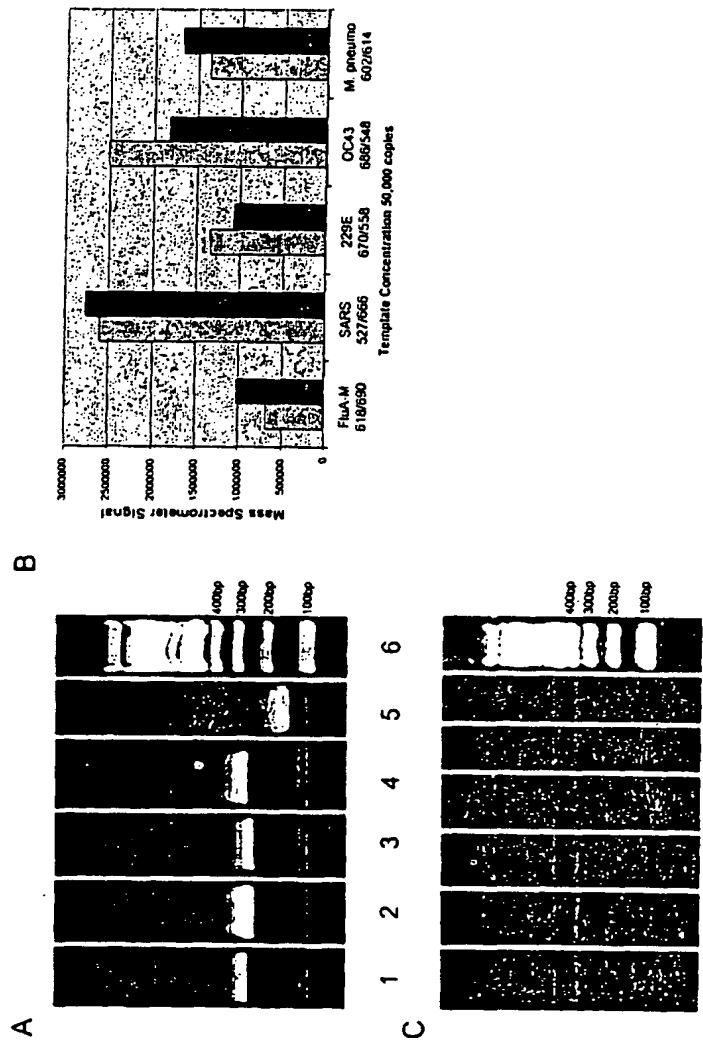 A
400bp
300bp
200bp
100bp
1 2 3 4 5 6
B
Mass Spectrometer Signal
3000000
2500000
2000000
1500000
1000000
500000
0
FluA-M SARS 229E OC43 M. pneumo
618/690 527/666 670/558 686/548 602/614
Template Concentration 50,000 copies
C
400bp
300bp
200bp
100bp